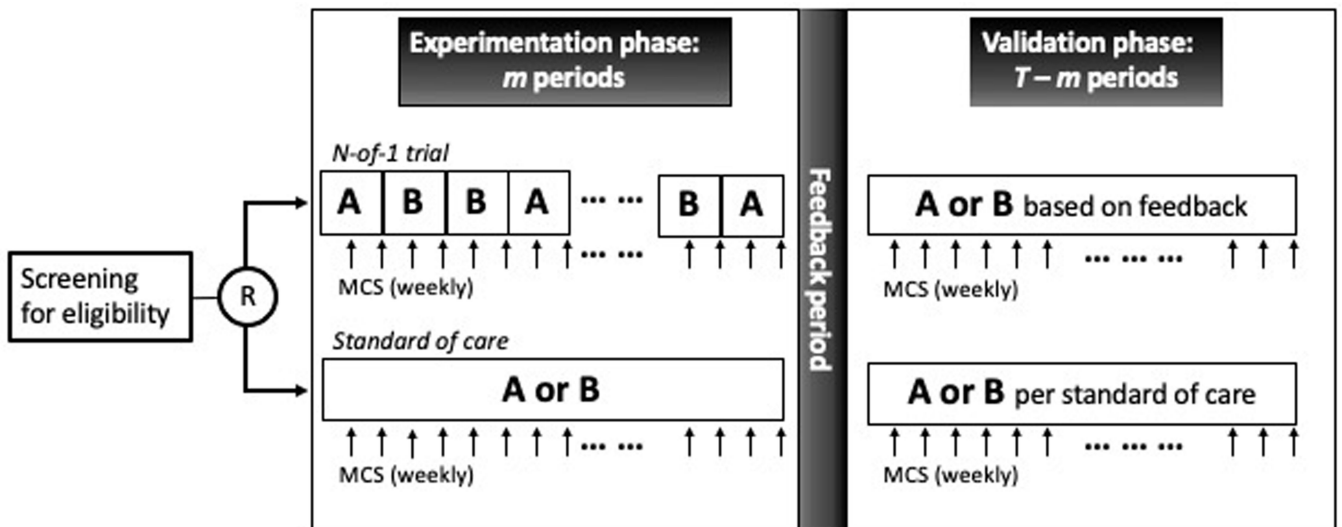 Experimentation phase:
m periods
Validation phase:
T – m periods
N-of-1 trial
A B B A ... ... B A
... ...
MCS (weekly)
Screening
for eligibility
R
Standard of care
A or B
... ...
MCS (weekly)
Feedback period
A or B based on feedback
... ... ...
MCS (weekly)
A or B per standard of care
... ... ...
MCS (weekly)